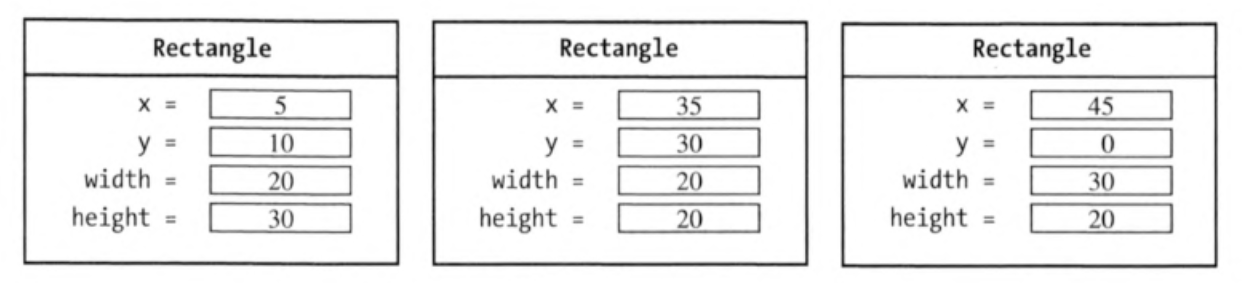 Rectangle
x = 5
y = 10
width = 20
height = 30
Rectangle
x = 35
y = 30
width = 20
height = 20
Rectangle
x = 45
y = 0
width = 30
height = 20